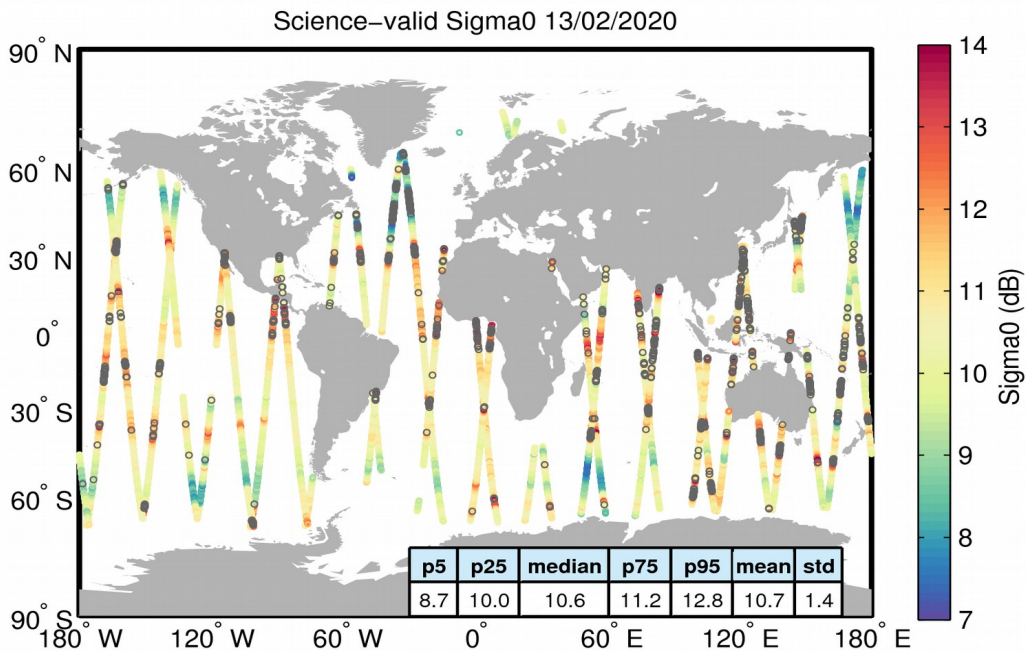 Science-valid Sigma0 13/02/2020
90° N
60° N
30° N
0°
30° S
60° S
90° S
180° W
120° W
60° W
0°
60° E
120° E
180° E
p5 p25 median p75 p95 mean std
8.7 10.0 10.6 11.2 12.8 10.7 1.4
14
13
12
11
10
9
8
7
Sigma0 (dB)